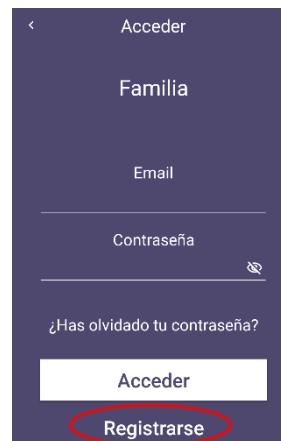 Acceder
Familia
Email
Contraseña
¿Has olvidado tu contraseña?
Acceder
Registrarse